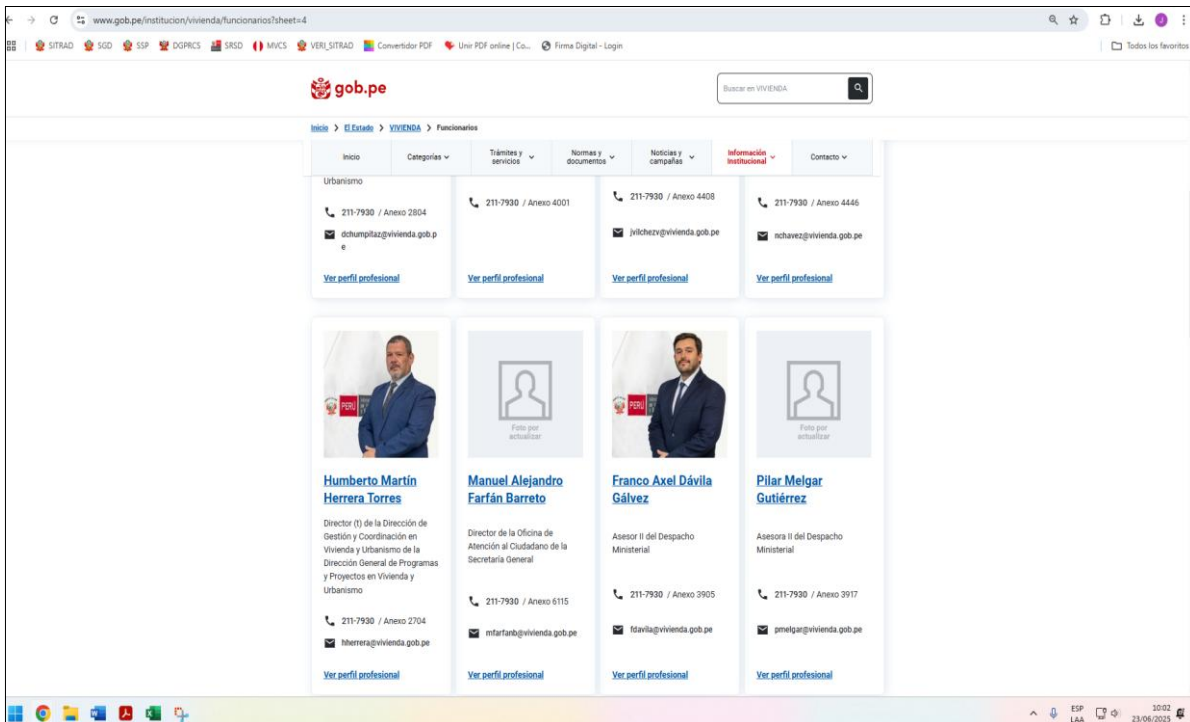 www.gob.pe/institucion/vivienda/funcionarios?sheet=4
SITRAD SGD SSP DGPRCS SRSD MVCS VERI_SITRAD Convertidor PDF Unir PDF online | Co... Firma Digital - Login Todos los favoritos
gob.pe
Buscar en VIVIENDA
Inicio > El Estado > VIVIENDA > Funcionarios
Inicio
Categorías
Trámites y
servicios
Normas y
documentos
Noticias y
campañas
Información
Institucional
Contacto
Urbanismo
211-7930 / Anexo 2804
dchumpitaz@vivienda.gob.p
e
Ver perfil profesional
211-7930 / Anexo 4001
Ver perfil profesional
211-7930 / Anexo 4408
jvilchezv@vivienda.gob.pe
Ver perfil profesional
211-7930 / Anexo 4446
nchavez@vivienda.gob.pe
Ver perfil profesional
PERÚ
Humberto Martín
Herrera Torres
Director (t) de la Dirección de
Gestión y Coordinación en
Vivienda y Urbanismo de la
Dirección General de Programas
y Proyectos en Vivienda y
Urbanismo
211-7930 / Anexo 2704
hherrera@vivienda.gob.pe
Ver perfil profesional
Foto por
actualizar
Manuel Alejandro
Farfán Barreto
Director de la Oficina de
Atención al Ciudadano de la
Secretaría General
211-7930 / Anexo 6115
mfarfanb@vivienda.gob.pe
Ver perfil profesional
PERÚ
Franco Axel Dávila
Gálvez
Asesor II del Despacho
Ministerial
211-7930 / Anexo 3905
fdavila@vivienda.gob.pe
Ver perfil profesional
Foto por
actualizar
Pilar Melgar
Gutiérrez
Asesora II del Despacho
Ministerial
211-7930 / Anexo 3917
pmelgar@vivienda.gob.pe
Ver perfil profesional
ESP
LAA
10:02
23/06/2025